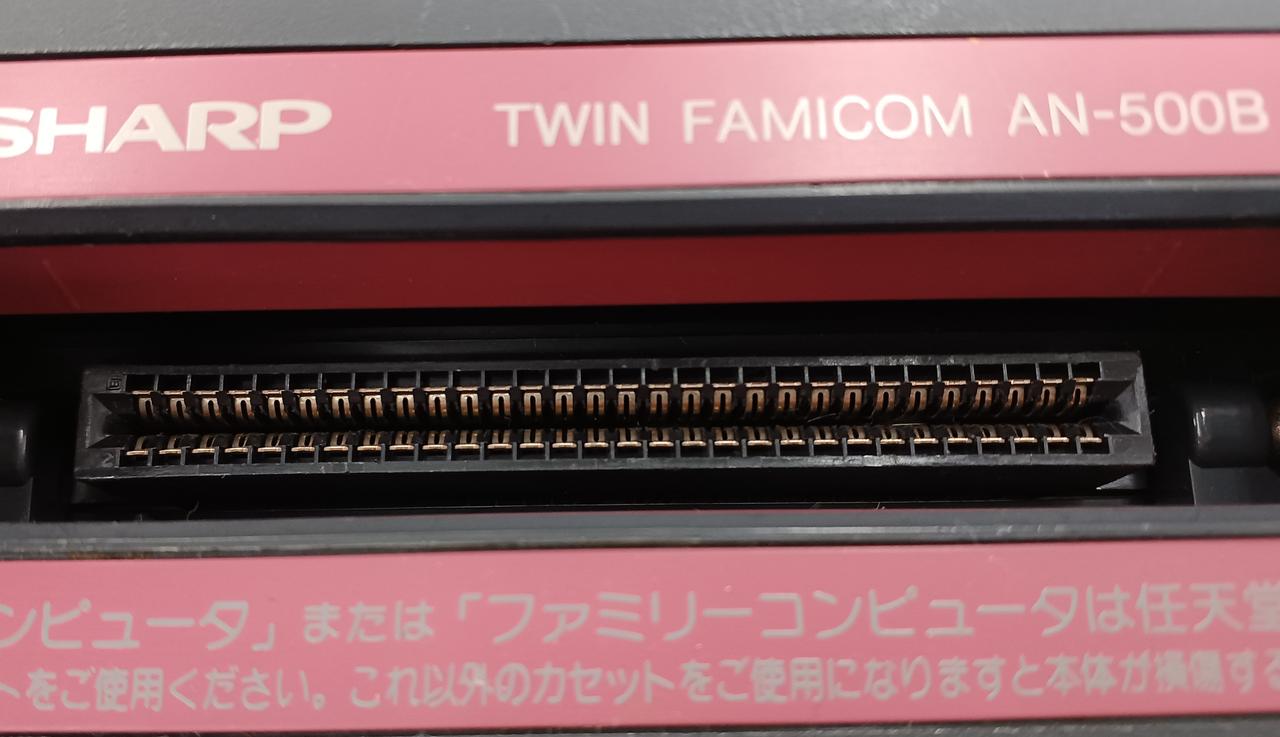 SHARP TWIN FAMICOM AN-500B
ンピュータ」または「ファミリーコンピュータは任天堂
トをご使用ください。これ以外のカセットをご使用になりますと本体が損傷する